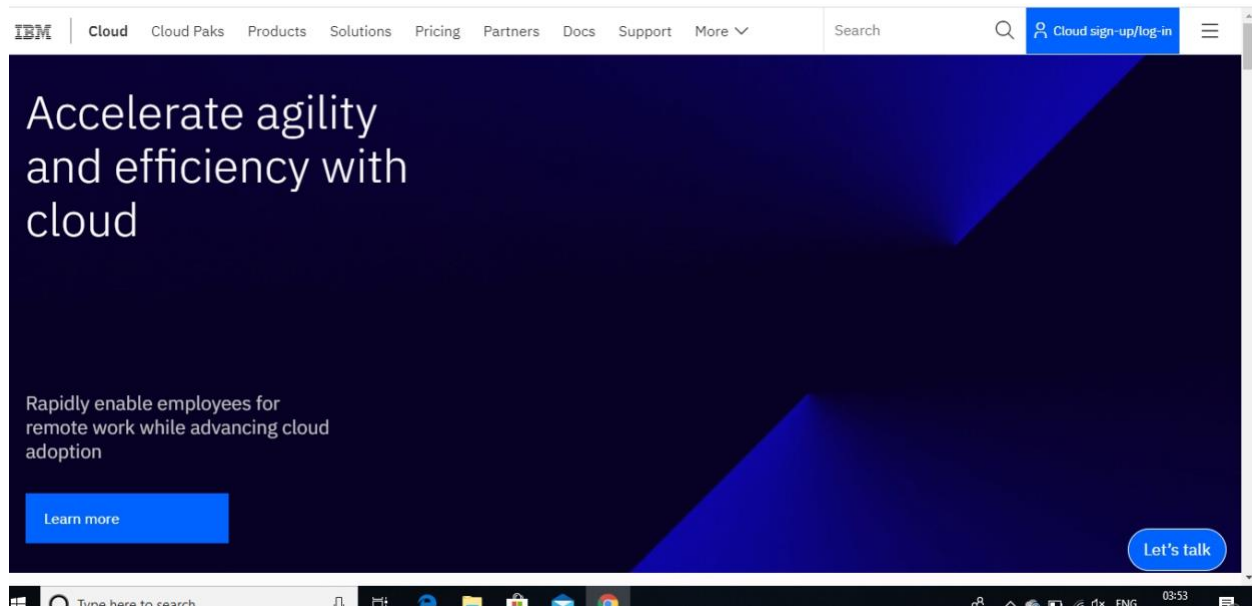 IBM Cloud Cloud Paks Products Solutions Pricing Partners Docs Support More Search Cloud sign-up/log-in
Accelerate agility
and efficiency with
cloud
Rapidly enable employees for
remote work while advancing cloud
adoption
Learn more
Let's talk
Type here to search ENG 03:53